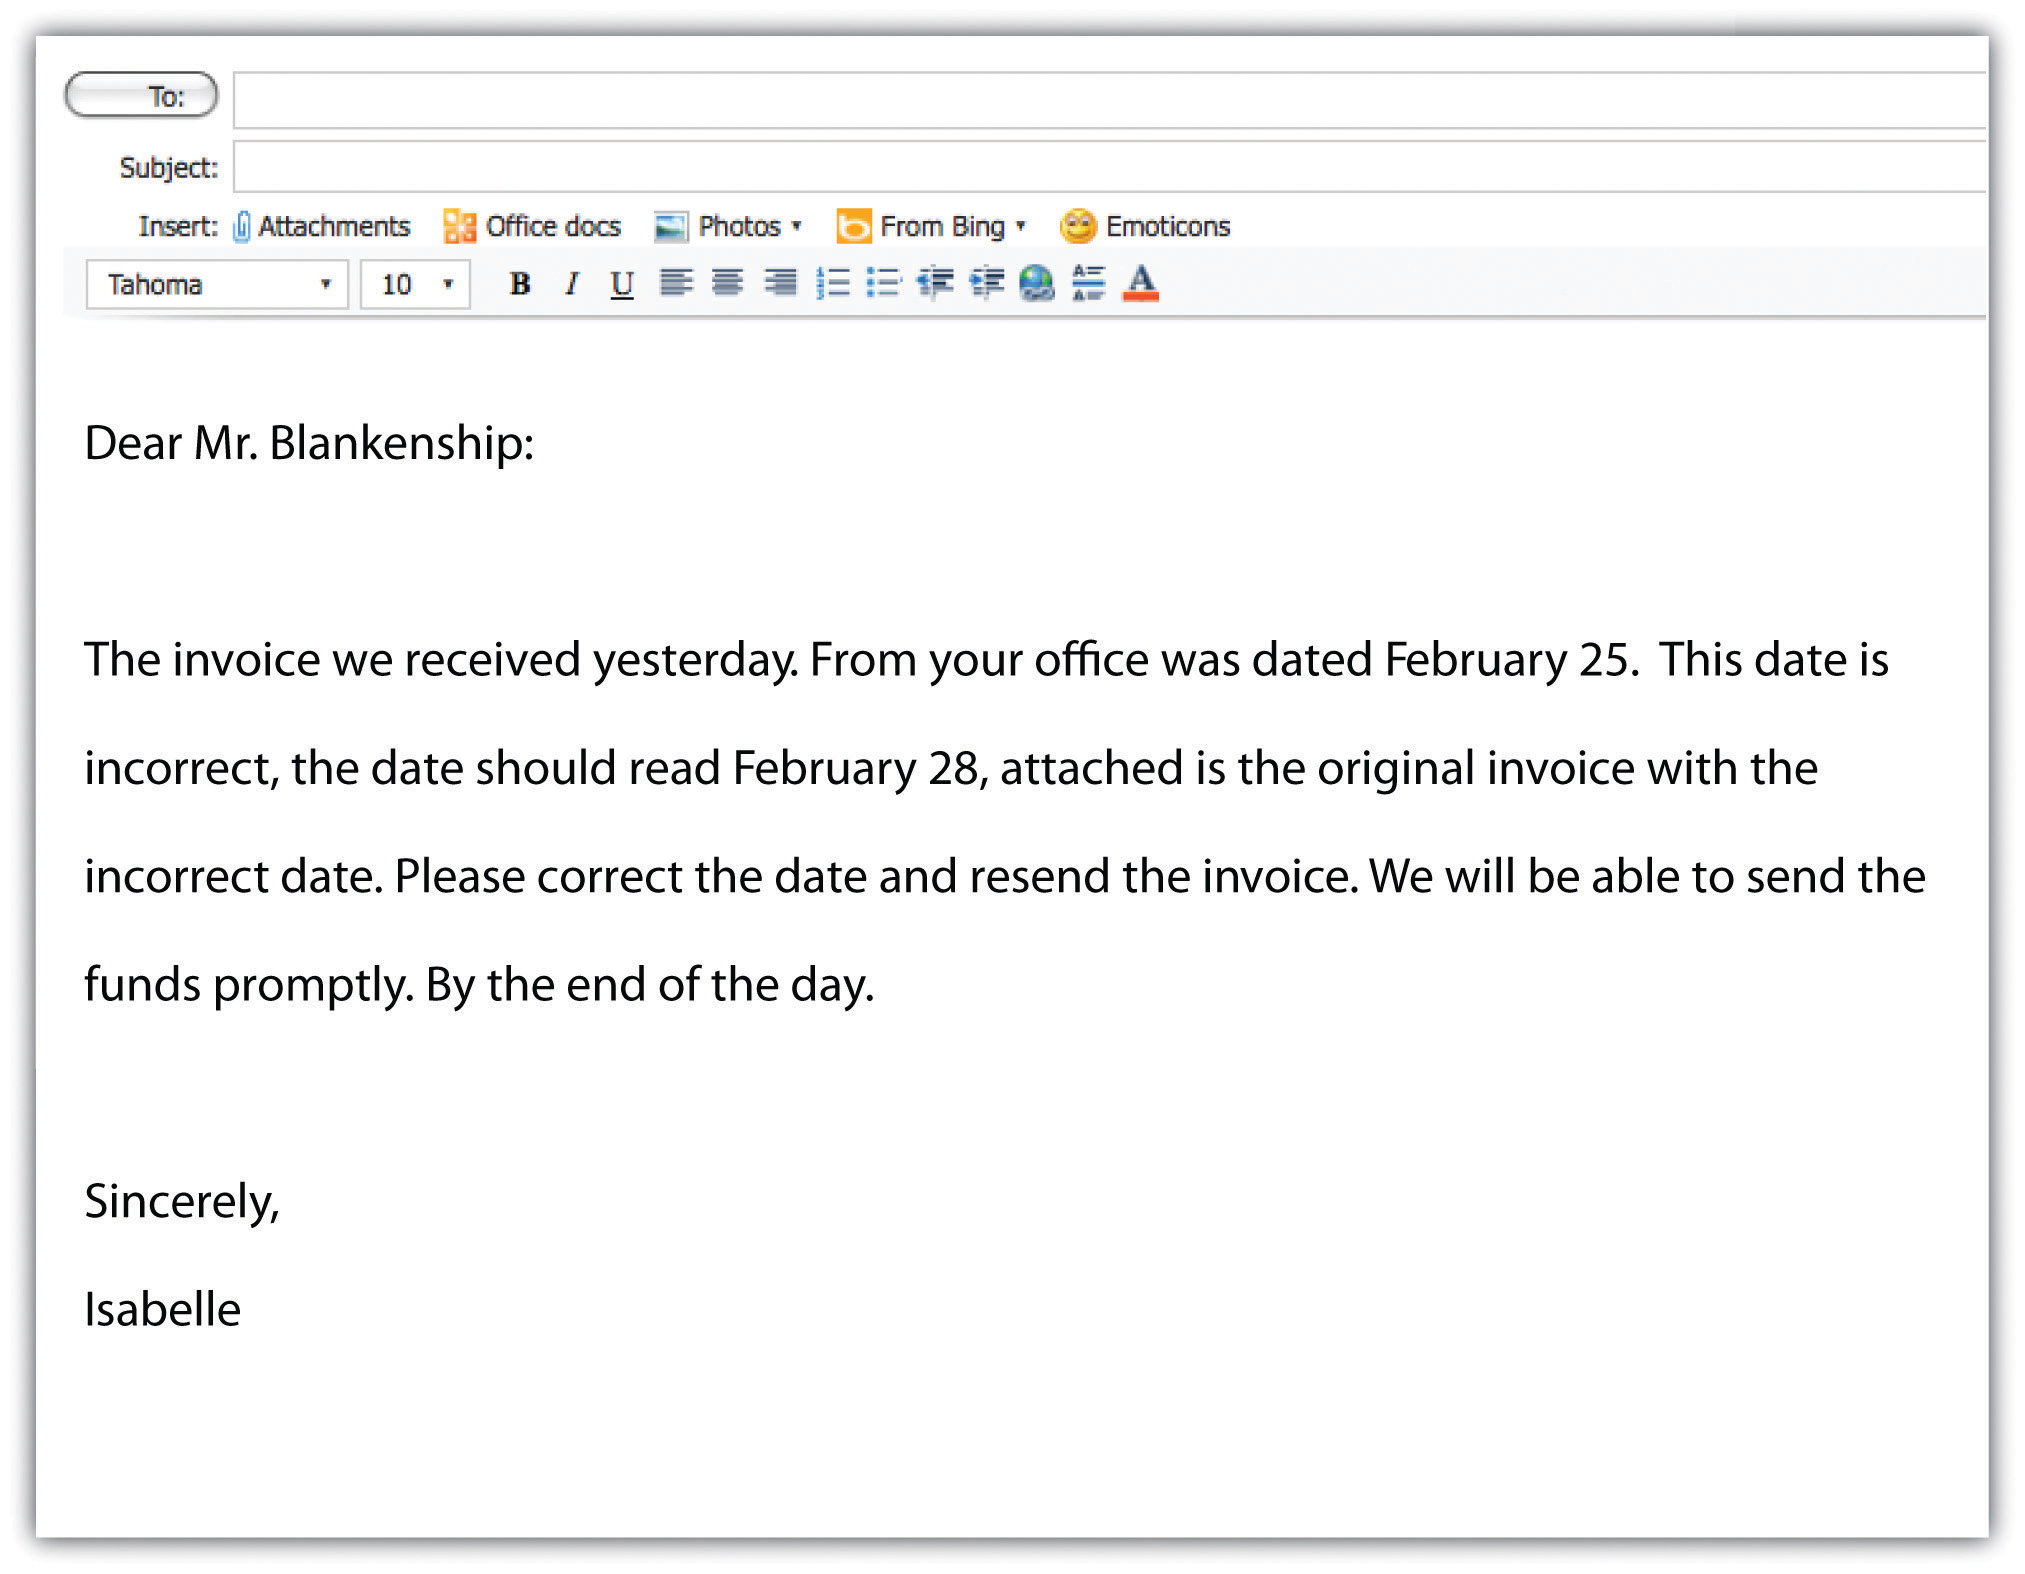 To:
Subject:
Insert: Attachments Office docs Photos From Bing Emoticons
Tahoma 10 B I U A
Dear Mr. Blankenship:
The invoice we received yesterday. From your office was dated February 25.  This date is
incorrect, the date should read February 28, attached is the original invoice with the
incorrect date. Please correct the date and resend the invoice. We will be able to send the
funds promptly. By the end of the day.
Sincerely,
Isabelle